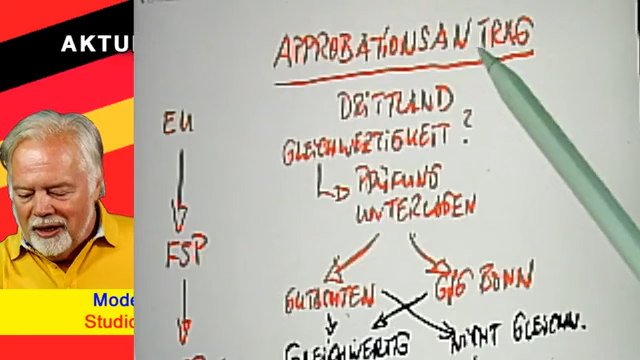 AKTU
APPROBATIONSANTRAG
EU
DRITTLAND
GLEICHWERTIGKEIT?
PRÜFUNG
UNTERLAGEN
FSP
GUTACHTEN
GfG BONN
GLEICHWERTIG
NICHT GLEICHW.
Mode
Studio